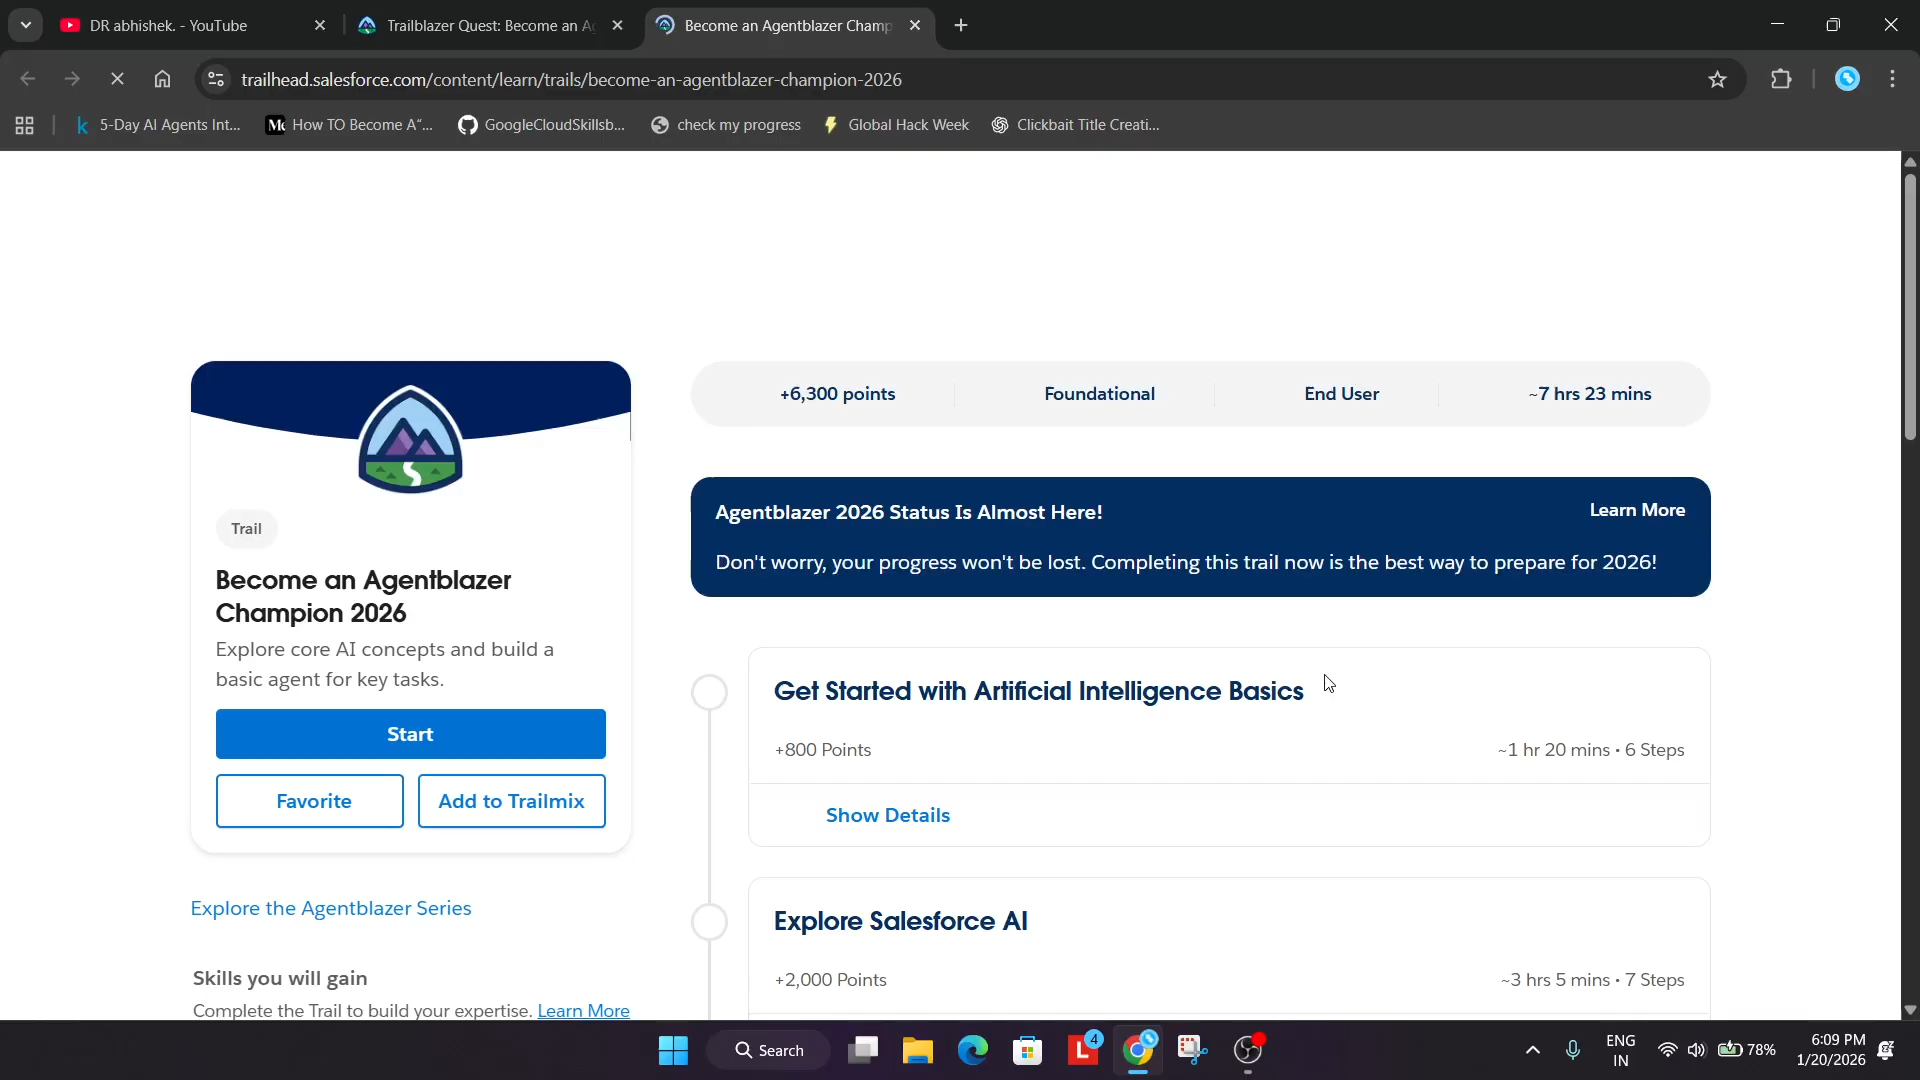 DR abhishek. - YouTube
Trailblazer Quest: Become an Ag
Become an Agentblazer Champ
trailhead.salesforce.com/content/learn/trails/become-an-agentblazer-champion-2026
5-Day AI Agents Int...
How TO Become A“...
GoogleCloudSkillsb...
check my progress
Global Hack Week
Clickbait Title Creati...
+6,300 points
Foundational
End User
~7 hrs 23 mins
Agentblazer 2026 Status Is Almost Here!
Learn More
Don't worry, your progress won't be lost. Completing this trail now is the best way to prepare for 2026!
Trail
Become an Agentblazer
Champion 2026
Explore core AI concepts and build a
basic agent for key tasks.
Start
Favorite
Add to Trailmix
Explore the Agentblazer Series
Skills you will gain
Complete the Trail to build your expertise. Learn More
Get Started with Artificial Intelligence Basics
+800 Points
~1 hr 20 mins • 6 Steps
Show Details
Explore Salesforce AI
+2,000 Points
~3 hrs 5 mins • 7 Steps
Search
L
4
ENG
IN
78%
6:09 PM
1/20/2026